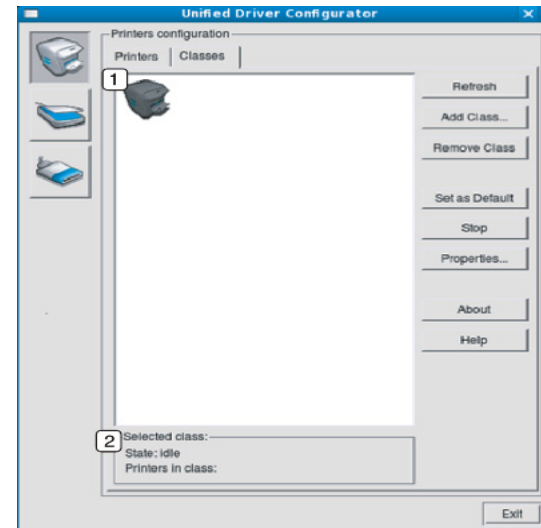 Unified Driver Configurator
Printers configuration
Printers Classes
1
Refresh
Add Class...
Remove Class
Set as Default
Stop
Properties...
About
Help
2 Selected class:
State: idle
Printers in class:
Exit